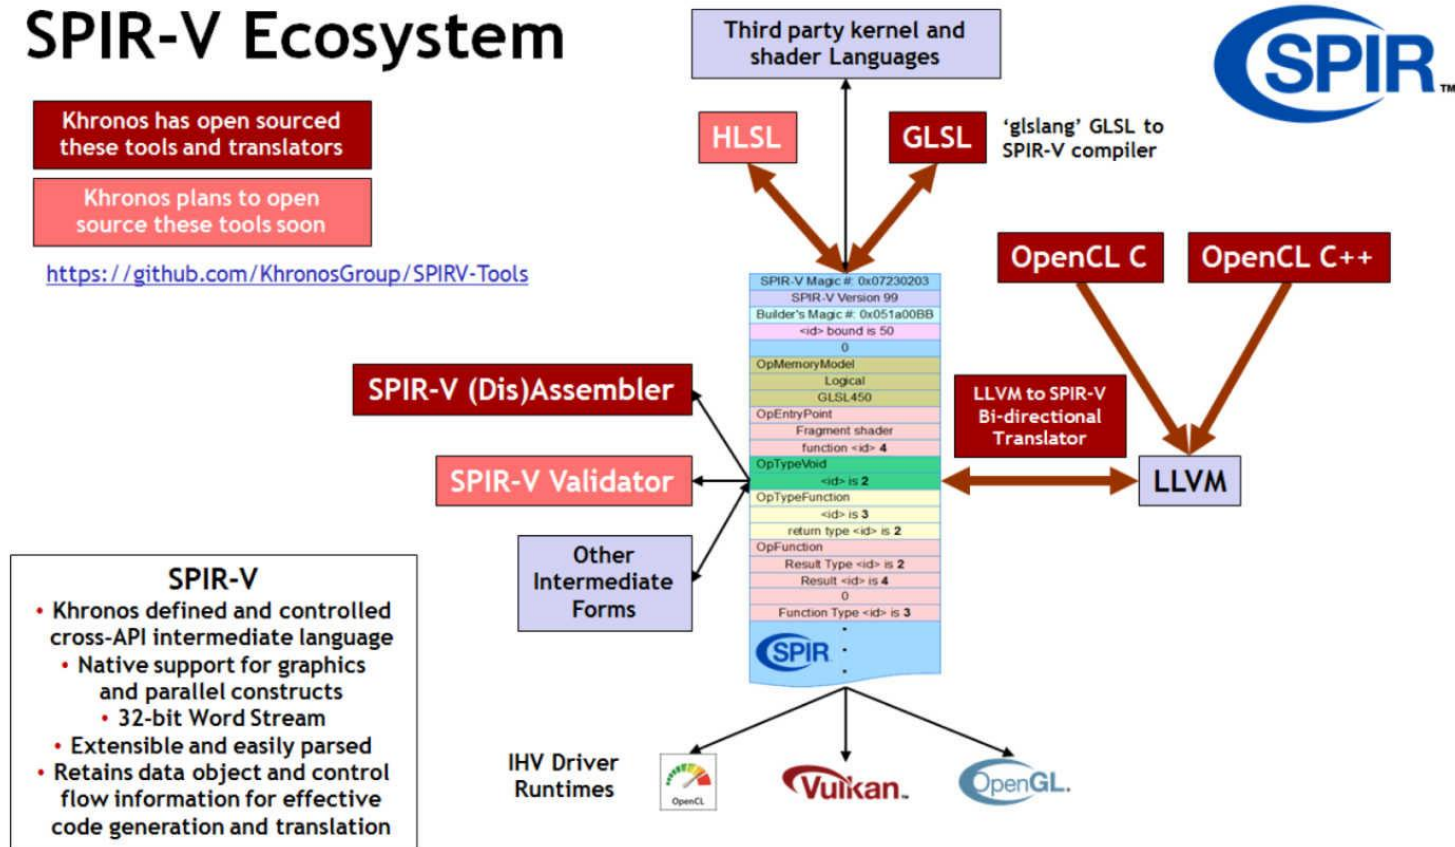 SPIR-V Ecosystem
Third party kernel and
shader Languages
SPIR™
Khronos has open sourced
these tools and translators
Khronos plans to open
source these tools soon
https://github.com/KhronosGroup/SPIRV-Tools
HLSL
GLSL
'glslang' GLSL to
SPIR-V compiler
OpenCL C
OpenCL C++
SPIR-V Magic #: 0x07230203
SPIR-V Version 99
Builder's Magic #: 0x051a00BB
<id> bound is 50
0
OpMemoryModel
Logical
GLSL450
OpEntryPoint
Fragment shader
function <id> 4
OpTypeVoid
<id> is 2
OpTypeFunction
<id> is 3
return type <id> is 2
OpFunction
Result Type <id> is 2
Result <id> is 4
0
Function Type <id> is 3
SPIR
LLVM to SPIR-V
Bi-directional
Translator
LLVM
SPIR-V (Dis)Assembler
SPIR-V Validator
Other
Intermediate
Forms
SPIR-V
• Khronos defined and controlled
cross-API intermediate language
• Native support for graphics
and parallel constructs
• 32-bit Word Stream
• Extensible and easily parsed
• Retains data object and control
flow information for effective
code generation and translation
IHV Driver
Runtimes
OpenCL
Vulkan™
OpenGL.